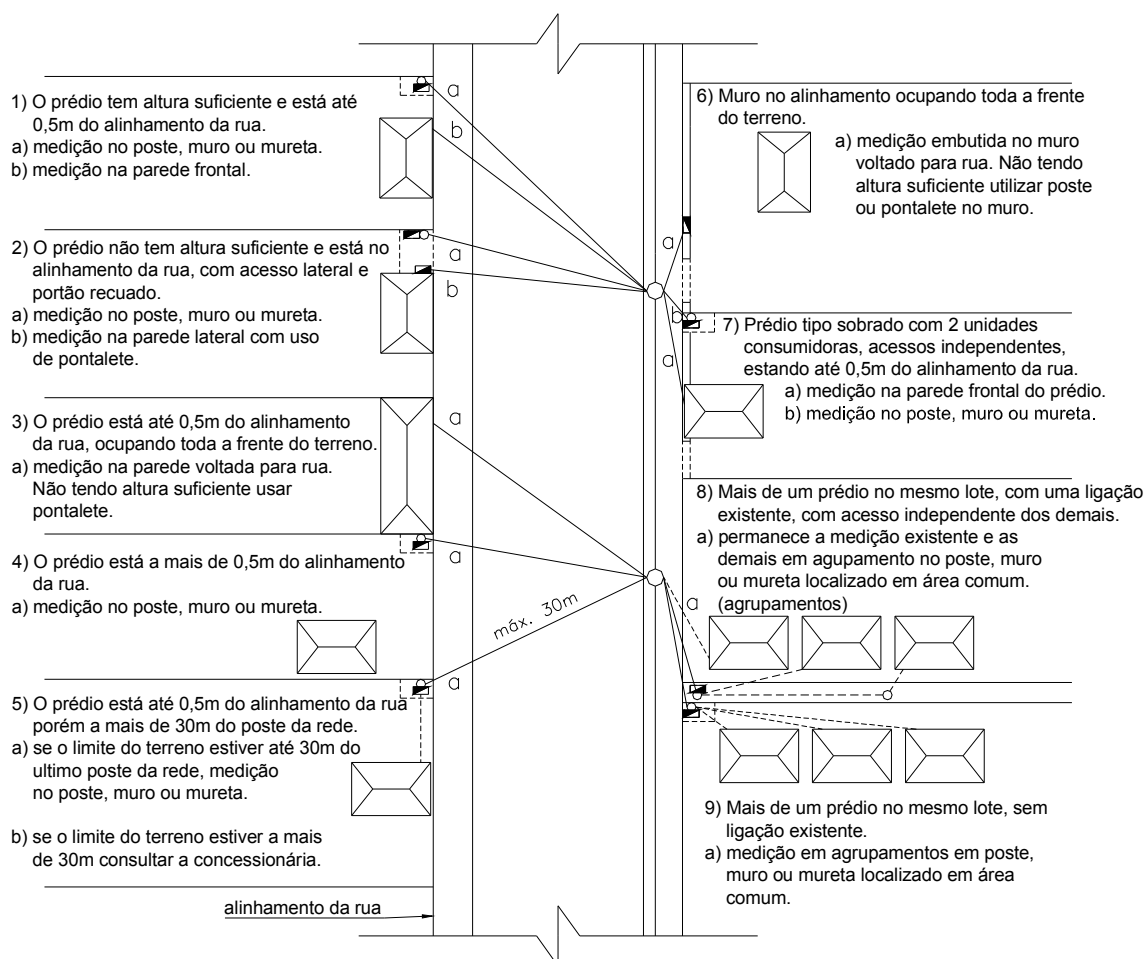 1) O prédio tem altura suficiente e está até
0,5m do alinhamento da rua.
a) medição no poste, muro ou mureta.
b) medição na parede frontal.
2) O prédio não tem altura suficiente e está no
alinhamento da rua, com acesso lateral e
portão recuado.
a) medição no poste, muro ou mureta.
b) medição na parede lateral com uso
de pontalete.
3) O prédio está até 0,5m do alinhamento
da rua, ocupando toda a frente do terreno.
a) medição na parede voltada para rua.
Não tendo altura suficiente usar
pontalete.
4) O prédio está a mais de 0,5m do alinhamento
da rua.
a) medição no poste, muro ou mureta.
5) O prédio está até 0,5m do alinhamento da rua
porém a mais de 30m do poste da rede.
a) se o limite do terreno estiver até 30m do
ultimo poste da rede, medição
no poste, muro ou mureta.
b) se o limite do terreno estiver a mais
de 30m consultar a concessionária.
alinhamento da rua
a
b
a
b
a
a
máx. 30m
a
a
b
a
a
6) Muro no alinhamento ocupando toda a frente
do terreno.
a) medição embutida no muro
voltado para rua. Não tendo
altura suficiente utilizar poste
ou pontalete no muro.
7) Prédio tipo sobrado com 2 unidades
consumidoras, acessos independentes,
estando até 0,5m do alinhamento da rua.
a) medição na parede frontal do prédio.
b) medição no poste, muro ou mureta.
8) Mais de um prédio no mesmo lote, com uma ligação
existente, com acesso independente dos demais.
a) permanece a medição existente e as
demais em agupamento no poste, muro
ou mureta localizado em área comum.
(agrupamentos)
9) Mais de um prédio no mesmo lote, sem
ligação existente.
a) medição em agrupamentos em poste,
muro ou mureta localizado em área
comum.